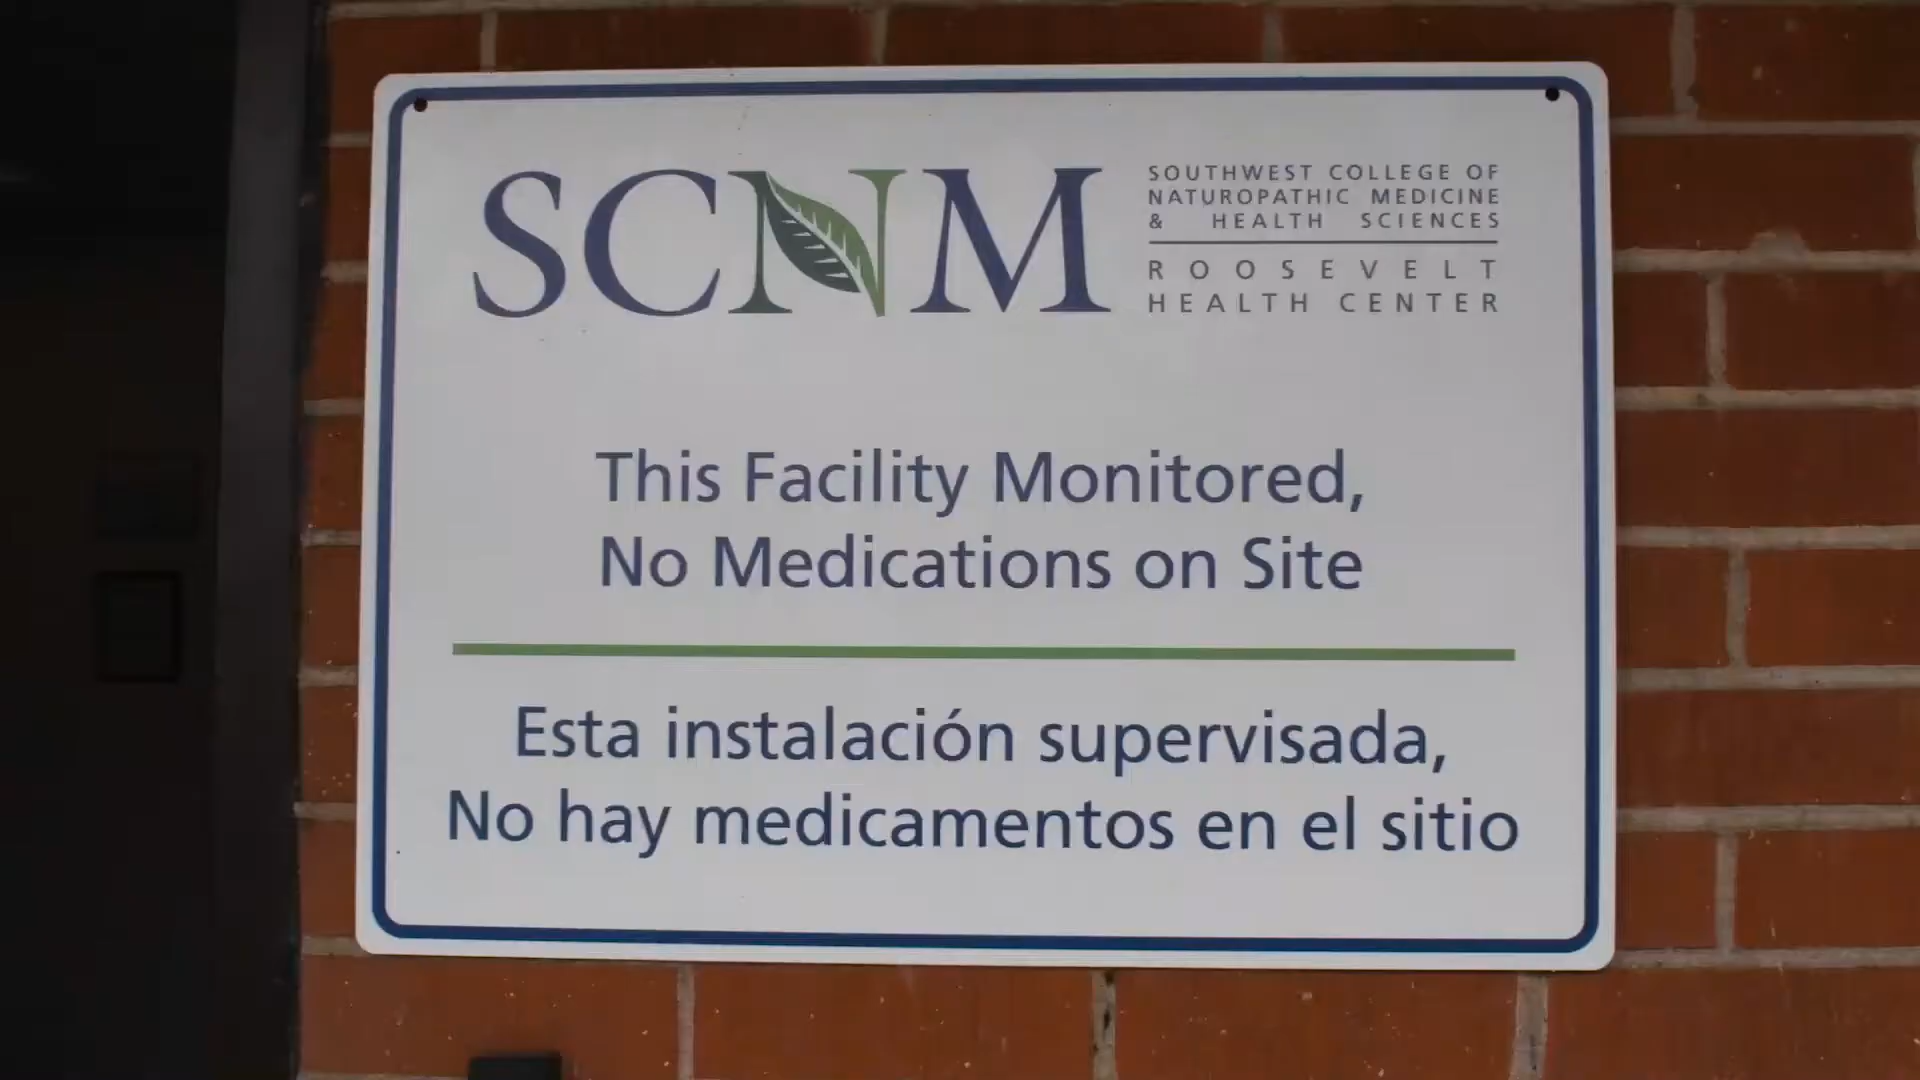 SCNM
SOUTHWEST COLLEGE OF
NATUROPATHIC MEDICINE
& HEALTH SCIENCES
ROOSEVELT
HEALTH CENTER
This Facility Monitored,
No Medications on Site
Esta instalación supervisada,
No hay medicamentos en el sitio